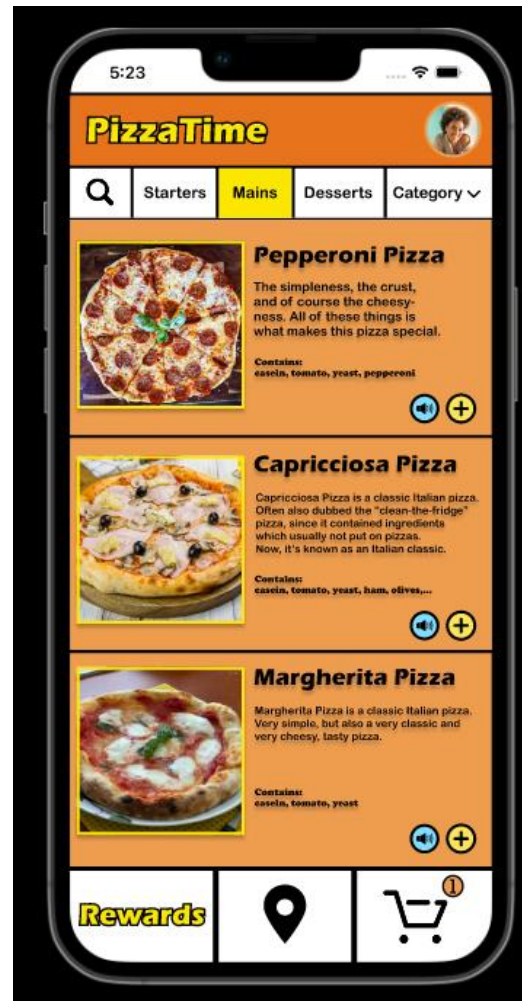 5:23
PizzaTime
Starters
Mains
Desserts
Category
Pepperoni Pizza
The simpleness, the crust,
and of course the cheesy-
ness. All of these things is
what makes this pizza special.
Contains:
casein, tomato, yeast, pepperoni
Capricciosa Pizza
Capricciosa Pizza is a classic Italian pizza.
Often also dubbed the “clean-the-fridge”
pizza, since it contained ingredients
which usually not put on pizzas.
Now, it’s known as an Italian classic.
Contains:
casein, tomato, yeast, ham, olives,...
Margherita Pizza
Margherita Pizza is a classic Italian pizza.
Very simple, but also a very classic and
very cheesy, tasty pizza.
Contains:
casein, tomato, yeast
Rewards
1